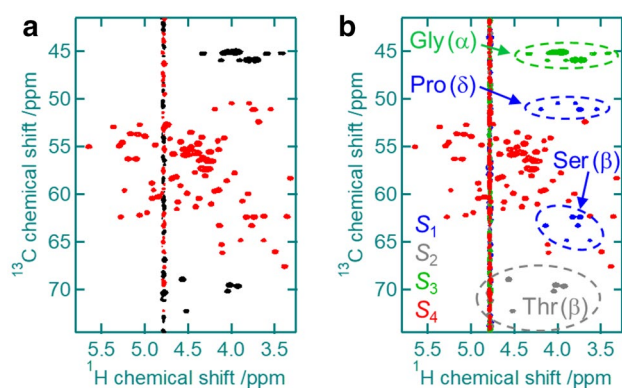 a
45
50
55
60
65
70
¹³C chemical shift /ppm
5.5 5.0 4.5 4.0 3.5
¹H chemical shift /ppm
b
Gly (α)
Pro (δ)
Ser (β)
Thr (β)
S₁
S₂
S₃
S₄
45
50
55
60
65
70
¹³C chemical shift /ppm
5.5 5.0 4.5 4.0 3.5
¹H chemical shift /ppm